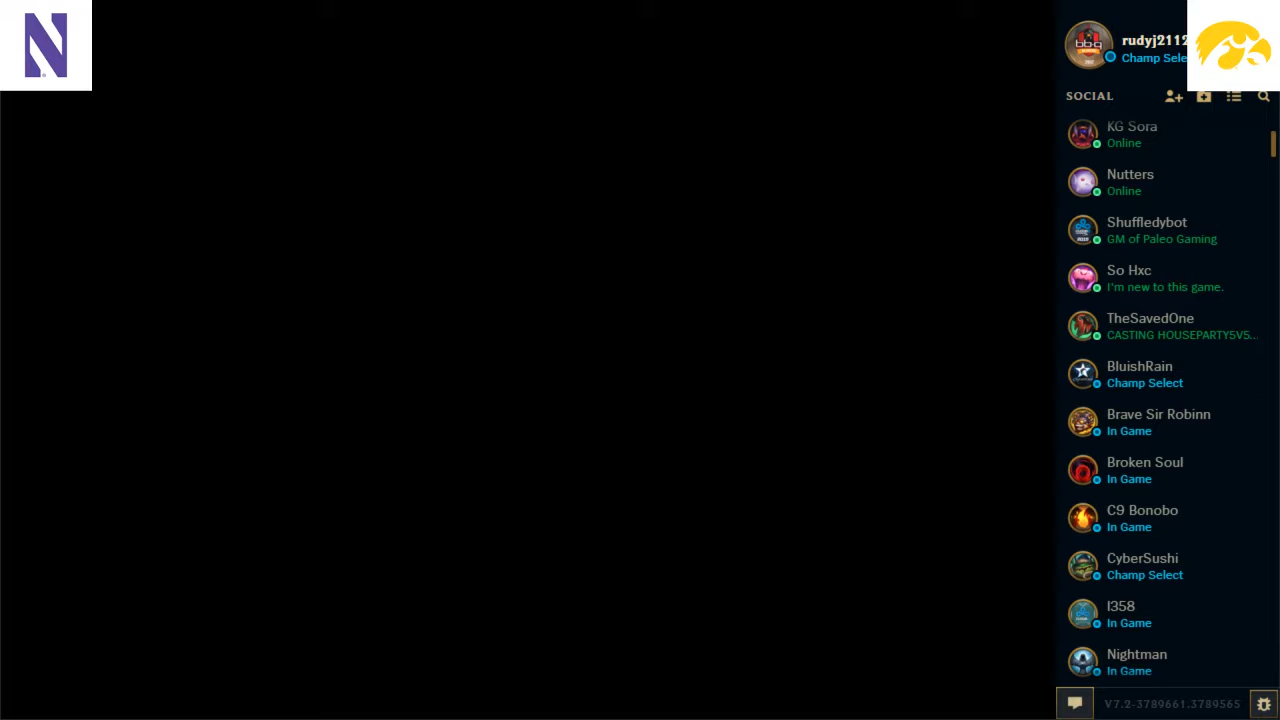 N
rudyj2112
Champ Sele
SOCIAL
KG Sora
Online
Nutters
Online
Shuffledybot
GM of Paleo Gaming
So Hxc
I'm new to this game.
TheSavedOne
CASTING HOUSEPARTY5V5...
BluishRain
Champ Select
Brave Sir Robinn
In Game
Broken Soul
In Game
C9 Bonobo
In Game
CyberSushi
Champ Select
I358
In Game
Nightman
In Game
V7.2-3789661.3789565